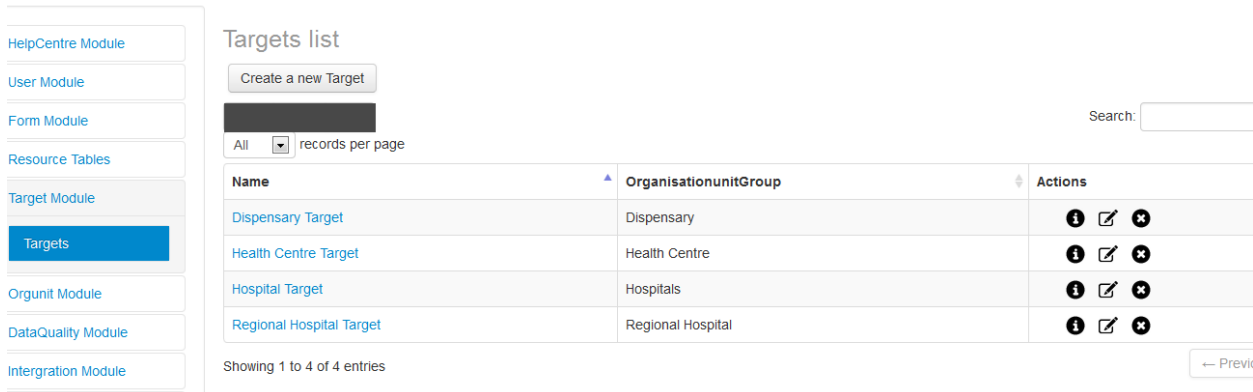 HelpCentre Module
User Module
Form Module
Resource Tables
Target Module
Targets
Orgunit Module
DataQuality Module
Intergration Module
Targets list
Create a new Target
Search:
All records per page
Name OrganisationunitGroup Actions
Dispensary Target Dispensary
Health Centre Target Health Centre
Hospital Target Hospitals
Regional Hospital Target Regional Hospital
Showing 1 to 4 of 4 entries